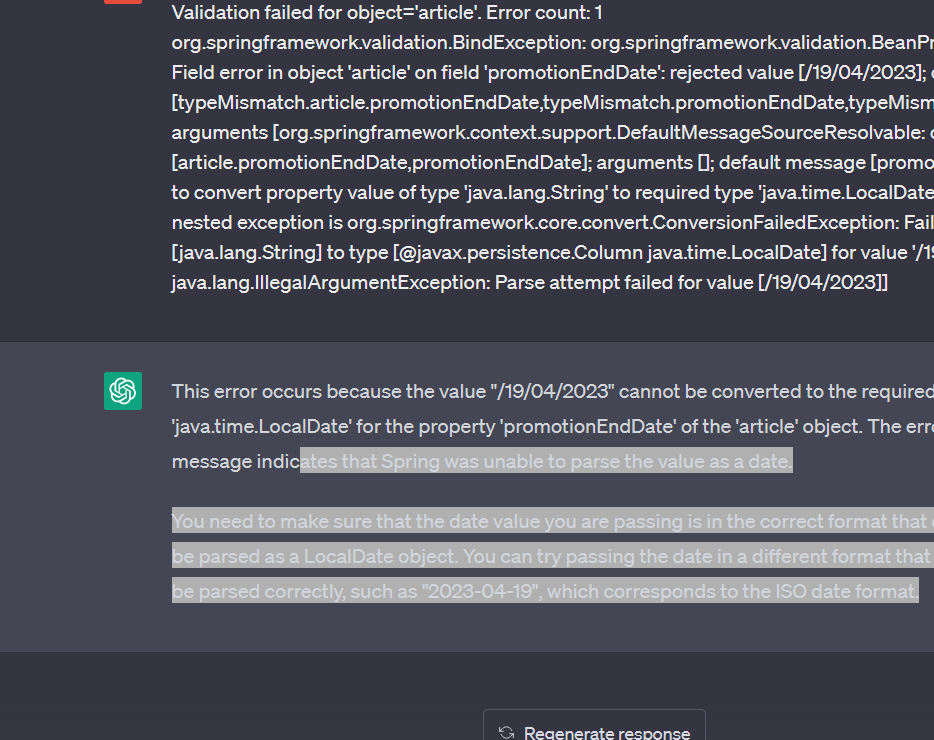 Validation failed for object='article'. Error count: 1
org.springframework.validation.BindException: org.springframework.validation.BeanPr
Field error in object 'article' on field 'promotionEndDate': rejected value [/19/04/2023];
[typeMismatch.article.promotionEndDate,typeMismatch.promotionEndDate,typeMism
arguments [org.springframework.context.support.DefaultMessageSourceResolvable:
[article.promotionEndDate,promotionEndDate]; arguments []; default message [promo
to convert property value of type 'java.lang.String' to required type 'java.time.LocalDate
nested exception is org.springframework.core.convert.ConversionFailedException: Fail
[java.lang.String] to type [@javax.persistence.Column java.time.LocalDate] for value '/19
java.lang.IllegalArgumentException: Parse attempt failed for value [/19/04/2023]]
This error occurs because the value "/19/04/2023" cannot be converted to the required
'java.time.LocalDate' for the property 'promotionEndDate' of the 'article' object. The erro
message indicates that Spring was unable to parse the value as a date.
You need to make sure that the date value you are passing is in the correct format that
be parsed as a LocalDate object. You can try passing the date in a different format that
be parsed correctly, such as "2023-04-19", which corresponds to the ISO date format.
Regenerate response